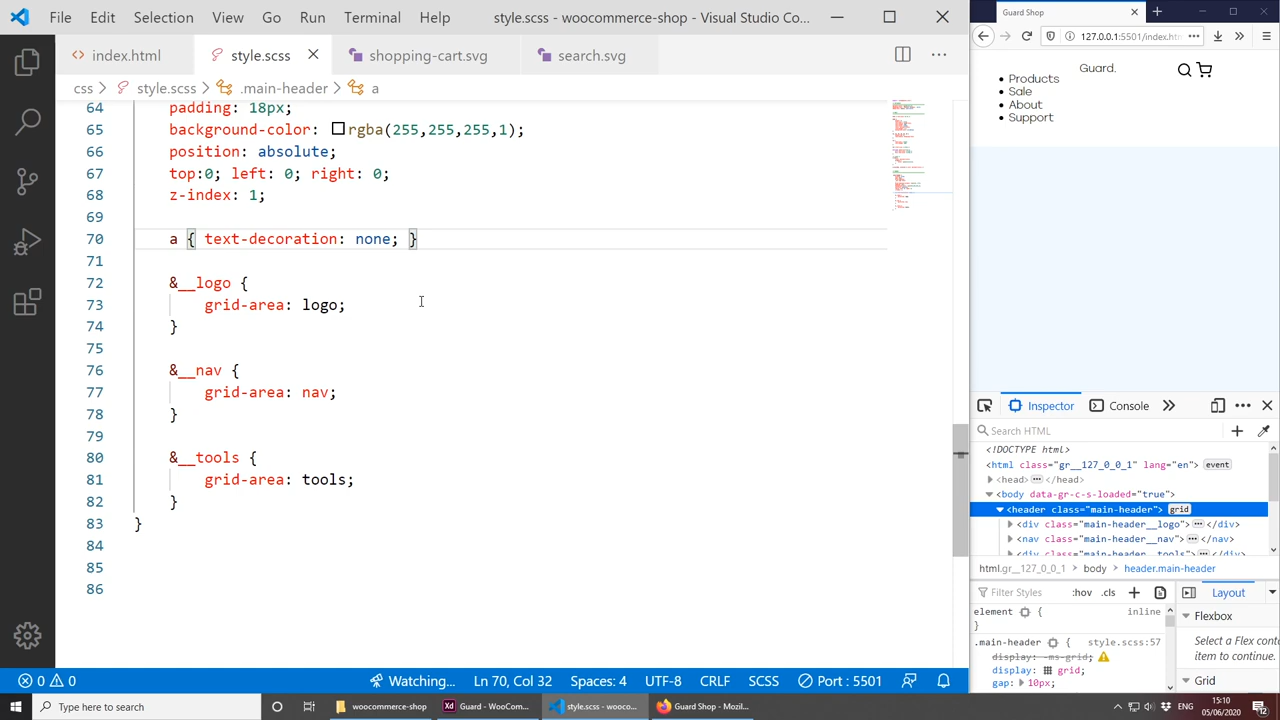 File Edit Selection View Go Run Terminal Help
style.scss - woocommerce-shop - Visual Studio Co...
index.html
style.scss
shopping-cart.svg
search.svg
css > style.scss > .main-header > a
64 padding: 18px;
65 background-color: rgba(255,255,255,1);
66 position: absolute;
67 top:0; left: 0; right:
68 z-index: 1;
69
70 a { text-decoration: none; }
71
72 &__logo {
73 grid-area: logo;
74 }
75
76 &__nav {
77 grid-area: nav;
78 }
79
80 &__tools {
81 grid-area: tools;
82 }
83 }
84
85
86
0 0
Watching...
Ln 70, Col 32
Spaces: 4
UTF-8
CRLF
SCSS
Port : 5501
Guard Shop
127.0.0.1:5501/index.htm
Guard.
Products
Sale
About
Support
Inspector
Console
Search HTML
<!DOCTYPE html>
<html class="gr__127_0_0_1" lang="en"> event
<head> </head>
<body data-gr-c-s-loaded="true">
<header class="main-header"> grid
<div class="main-header__logo"> </div>
<nav class="main-header__nav"> </nav>
<div class="main-header__tools"> </div>
html.gr__127_0_0_1 > body > header.main-header
Filter Styles
:hov .cls
Layout
element { inline
}
.main-header { style.scss:57
display: -ms-grid;
display: grid;
gap: 10px;
Flexbox
Select a Flex conta
item to continue.
Grid
Type here to search
woocommerce-shop
Guard - WooCom...
style.scss - wooco...
Guard Shop - Mozil...
ENG
15:10
05/06/2020
12